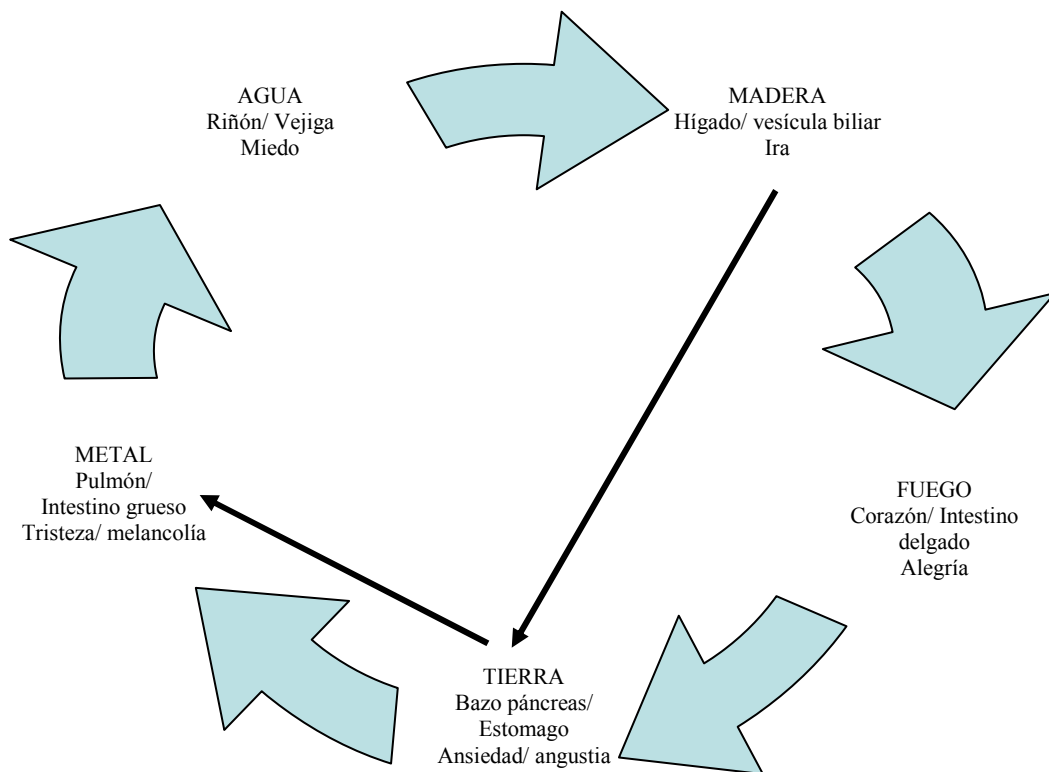 AGUA
Riñón/ Vejiga
Miedo
MADERA
Hígado/ vesícula biliar
Ira
METAL
Pulmón/
Intestino grueso
Tristeza/ melancolía
FUEGO
Corazón/ Intestino
delgado
Alegría
TIERRA
Bazo páncreas/
Estomago
Ansiedad/ angustia